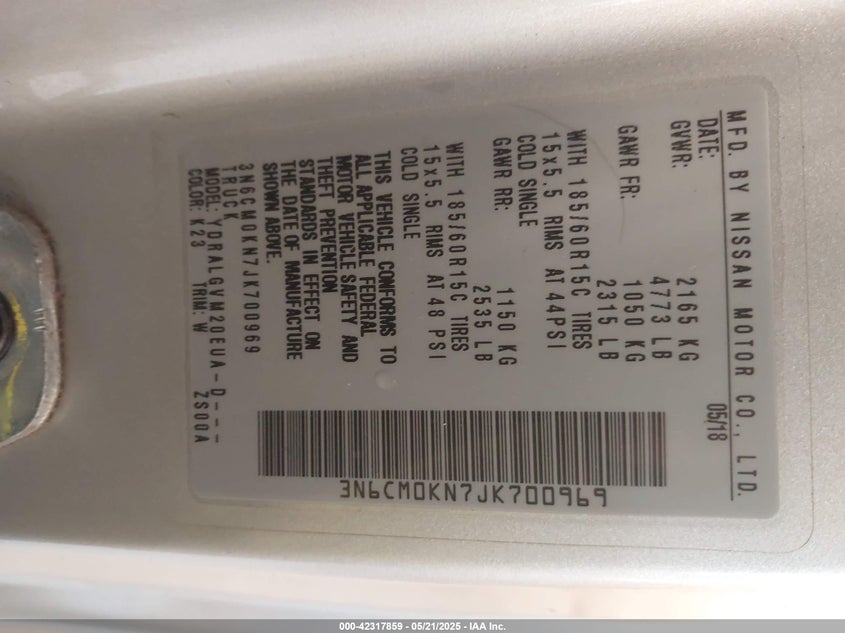 MFD. BY NISSAN MOTOR CO., LTD.
DATE: 05/18
GVWR: 2165 KG
4773 LB
GAWR FR: 1050 KG
2315 LB
WITH 185/60R15C TIRES
15x5.5 RIMS AT 44PSI
COLD SINGLE
GAWR RR: 1150 KG
2535 LB
WITH 185/60R15C TIRES
15x5.5 RIMS AT 48 PSI
COLD SINGLE
THIS VEHICLE CONFORMS TO
ALL APPLICABLE FEDERAL
MOTOR VEHICLE SAFETY AND
THEFT PREVENTION
STANDARDS IN EFFECT ON
THE DATE OF MANUFACTURE
SHOWN ABOVE.
3N6CM0KN7JK700969
TRUCK
MODEL: YDRALGVM20EUA-D---
COLOR: K23 TRIM: W ZS00A
3N6CM0KN7JK700969
000-42317859 - 05/21/2025 - IAA Inc.